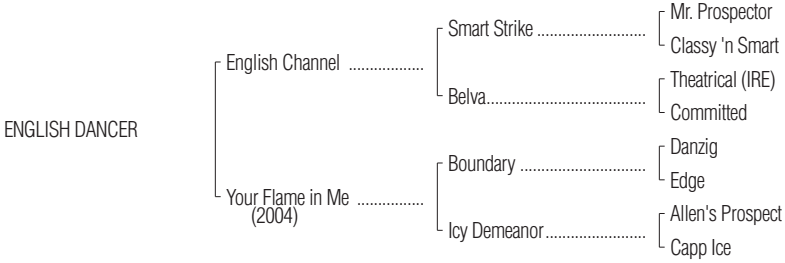 Mr. Prospector
Smart Strike ..........................
Classy 'n Smart
English Channel ..................
Theatrical (IRE)
Belva......................................
Committed
ENGLISH DANCER
Danzig
Boundary ..............................
Edge
Your Flame in Me ................
(2004)
Allen's Prospect
Icy Demeanor........................
Capp Ice